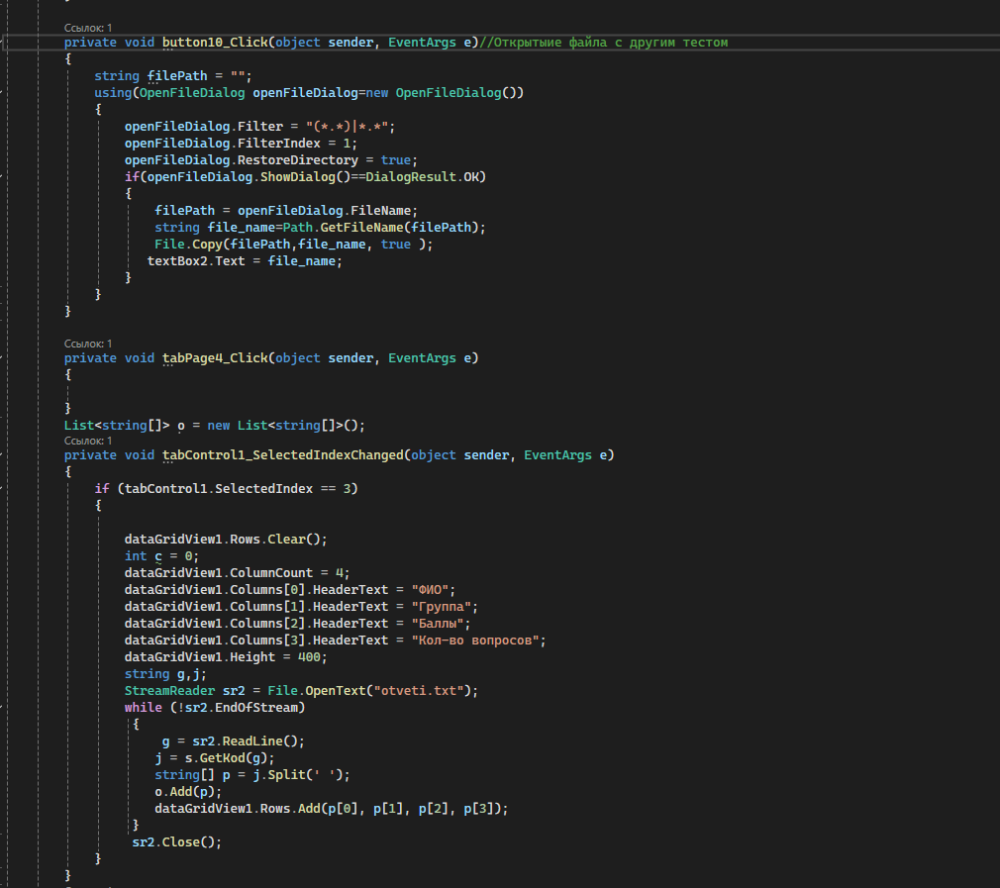 Ссылок: 1
private void button10_Click(object sender, EventArgs e)//Открытыие файла с другим тестом
{
string filePath = "";
using(OpenFileDialog openFileDialog=new OpenFileDialog())
{
openFileDialog.Filter = "(*.*)|*.*";
openFileDialog.FilterIndex = 1;
openFileDialog.RestoreDirectory = true;
if(openFileDialog.ShowDialog()==DialogResult.OK)
{
filePath = openFileDialog.FileName;
string file_name=Path.GetFileName(filePath);
File.Copy(filePath,file_name, true );
textBox2.Text = file_name;
}
}
}
Ссылок: 1
private void tabPage4_Click(object sender, EventArgs e)
{
}
List<string[]> o = new List<string[]>();
Ссылок: 1
private void tabControl1_SelectedIndexChanged(object sender, EventArgs e)
{
if (tabControl1.SelectedIndex == 3)
{
dataGridView1.Rows.Clear();
int c = 0;
dataGridView1.ColumnCount = 4;
dataGridView1.Columns[0].HeaderText = "ФИО";
dataGridView1.Columns[1].HeaderText = "Группа";
dataGridView1.Columns[2].HeaderText = "Баллы";
dataGridView1.Columns[3].HeaderText = "Кол-во вопросов";
dataGridView1.Height = 400;
string g,j;
StreamReader sr2 = File.OpenText("otveti.txt");
while (!sr2.EndOfStream)
{
g = sr2.ReadLine();
j = s.GetKod(g);
string[] p = j.Split(' ');
o.Add(p);
dataGridView1.Rows.Add(p[0], p[1], p[2], p[3]);
}
sr2.Close();
}
}